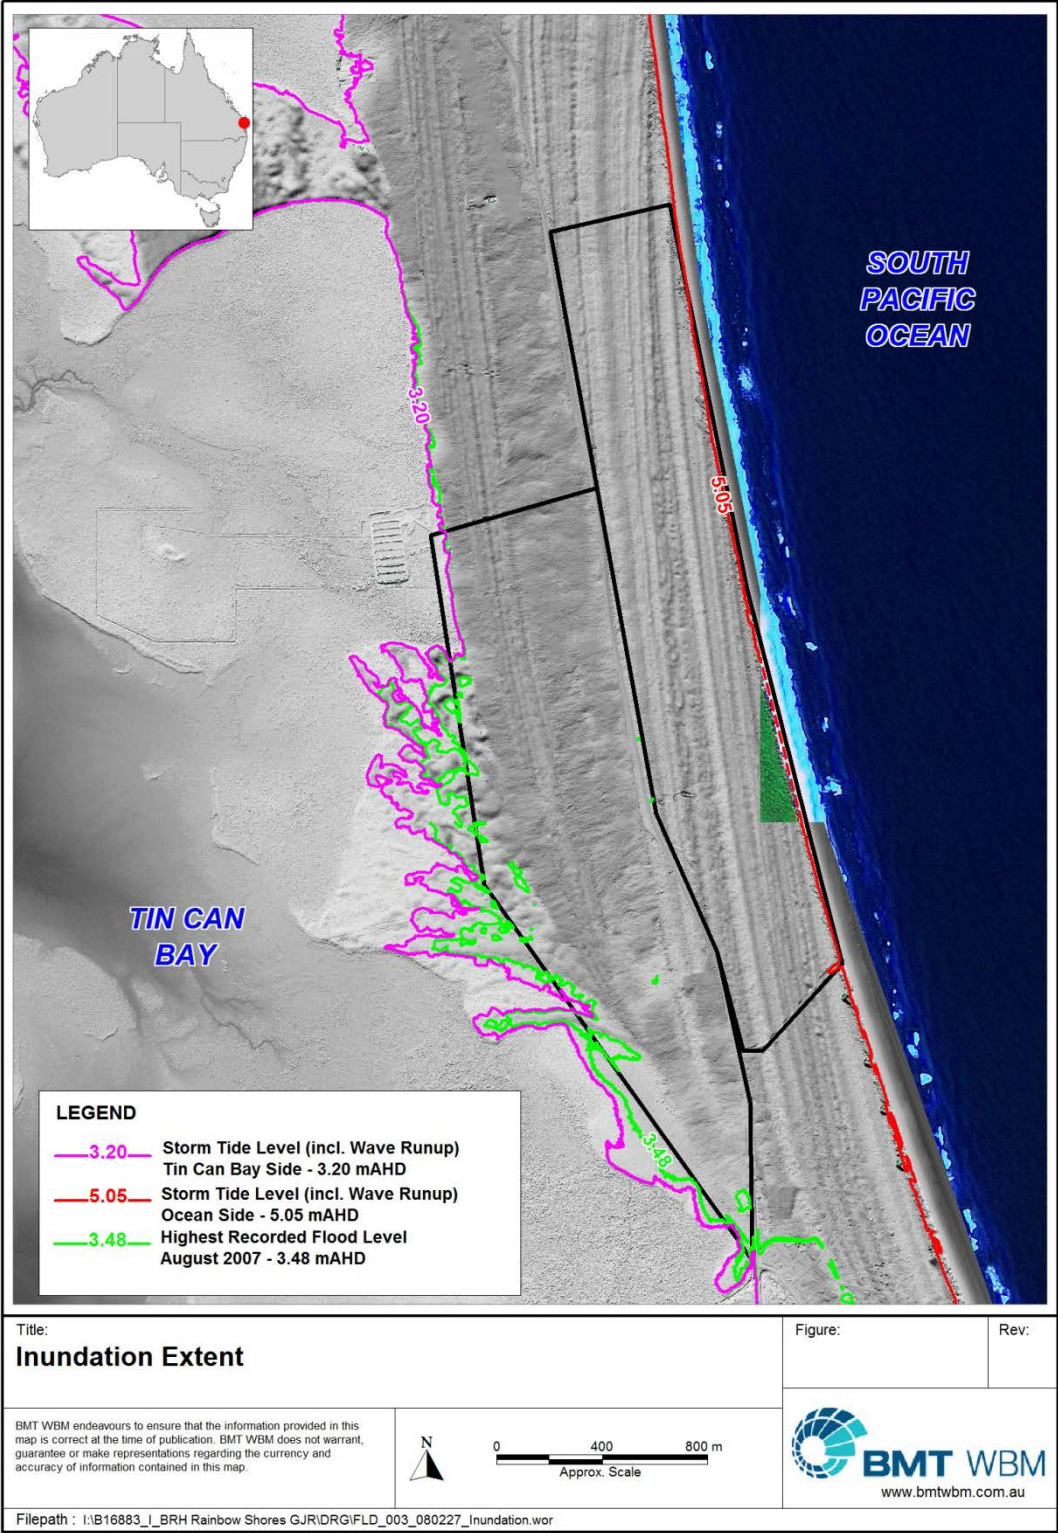 SOUTH
PACIFIC
OCEAN
3.20
5.05
TIN CAN
BAY
3.48
LEGEND
3.20 Storm Tide Level (incl. Wave Runup)
Tin Can Bay Side - 3.20 mAHD
5.05 Storm Tide Level (incl. Wave Runup)
Ocean Side - 5.05 mAHD
3.48 Highest Recorded Flood Level
August 2007 - 3.48 mAHD
Title:
Inundation Extent
Figure:
Rev:
BMT WBM endeavours to ensure that the information provided in this
map is correct at the time of publication. BMT WBM does not warrant,
guarantee or make representations regarding the currency and
accuracy of information contained in this map.
N
0 400 800 m
Approx. Scale
BMT WBM
www.bmtwbm.com.au
Filepath : I:\B16883_I_BRH Rainbow Shores GJR\DRG\FLD_003_080227_Inundation.wor